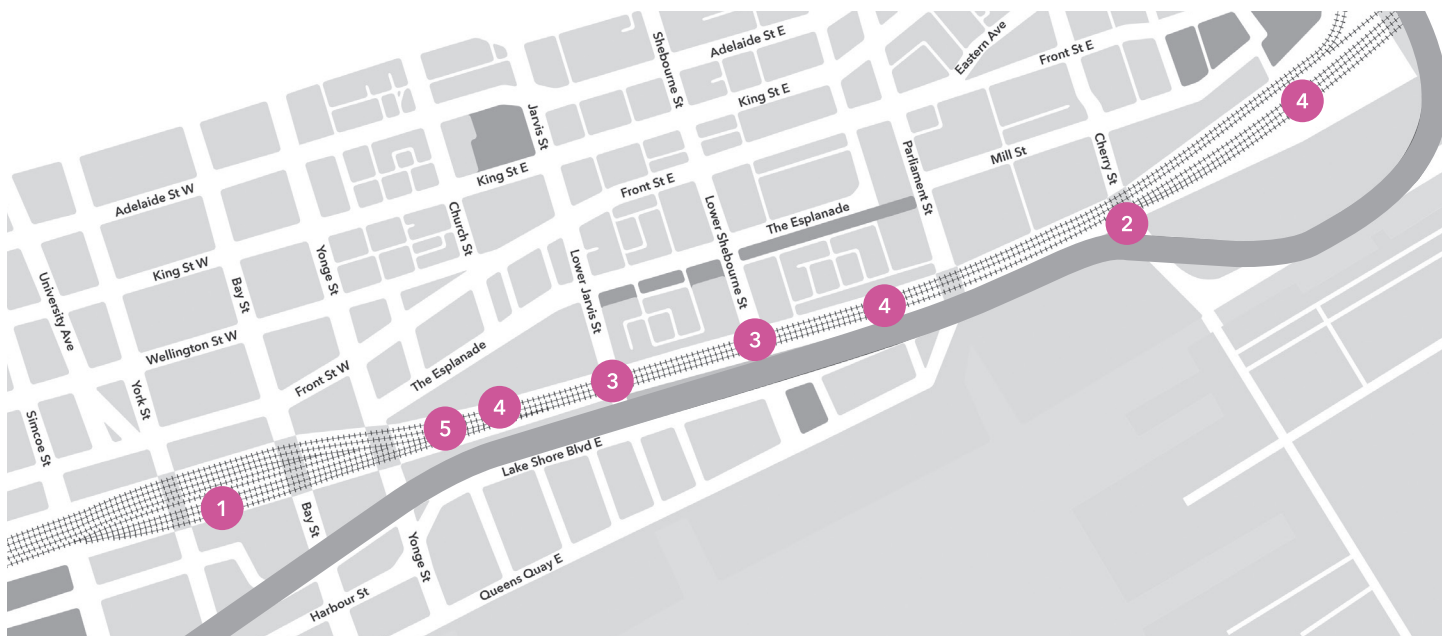 Shebourne St
Adelaide St E
Eastern Ave
Front St E
4
Jarvis St
King St E
Cherry St
Parliament St
Mill St
King St E
Front St E
Adelaide St W
Church St
Lower Shebourne St
The Esplanade
2
Yonge St
King St W
Bay St
University Ave
Lower Jarvis St
4
3
Wellington St W
The Esplanade
Front St W
3
York St
4
5
Simcoe St
Lake Shore Blvd E
1
Bay St
Yonge St
Queens Quay E
Harbour St